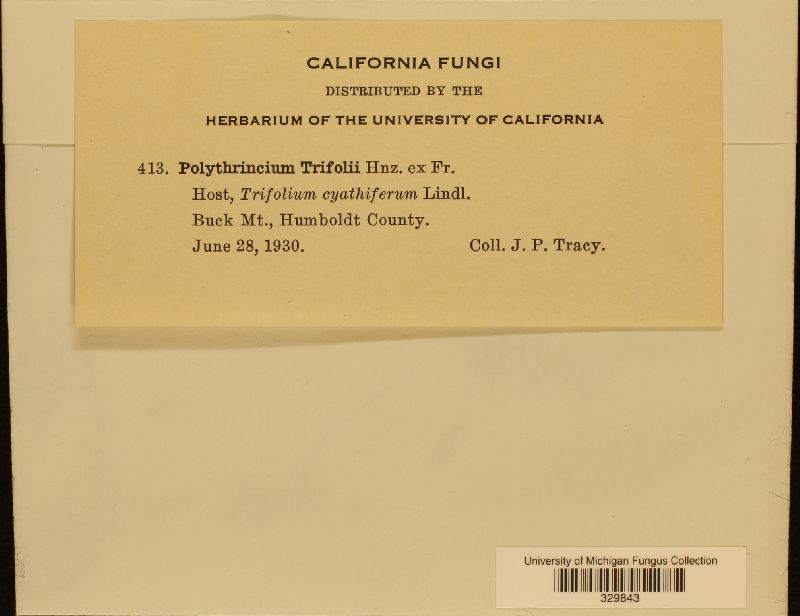 CALIFORNIA FUNGI
DISTRIBUTED BY THE
HERBARIUM OF THE UNIVERSITY OF CALIFORNIA
413. Polythrincium Trifolii Hnz. ex Fr.
Host, Trifolium cyathiferum Lindl.
Buck Mt., Humboldt County.
June 28, 1930. Coll. J. P. Tracy.
University of Michigan Fungus Collection
329843